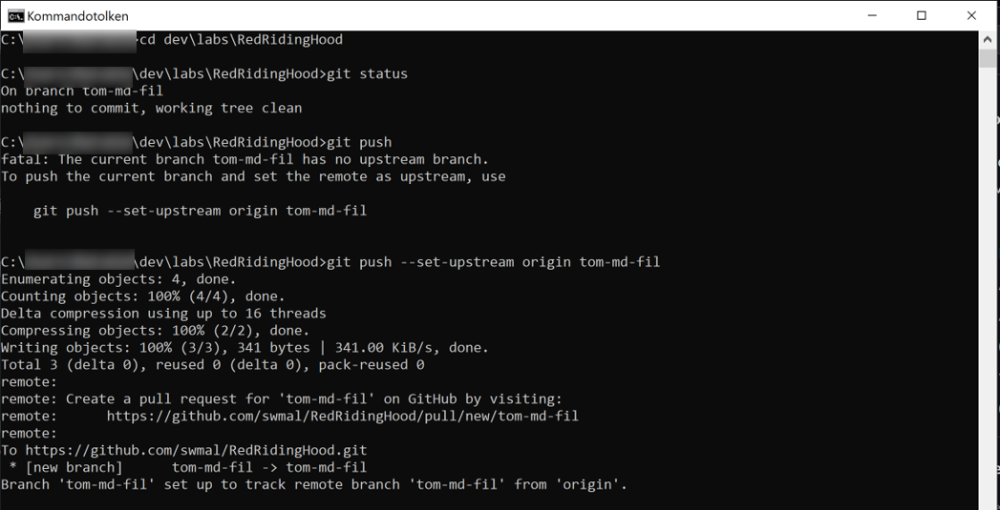 Kommandotolken
C:\ >cd dev\labs\RedRidingHood
C:\ \dev\labs\RedRidingHood>git status
On branch tom-md-fil
nothing to commit, working tree clean
C:\ \dev\labs\RedRidingHood>git push
fatal: The current branch tom-md-fil has no upstream branch.
To push the current branch and set the remote as upstream, use
git push --set-upstream origin tom-md-fil
C:\ \dev\labs\RedRidingHood>git push --set-upstream origin tom-md-fil
Enumerating objects: 4, done.
Counting objects: 100% (4/4), done.
Delta compression using up to 16 threads
Compressing objects: 100% (2/2), done.
Writing objects: 100% (3/3), 341 bytes | 341.00 KiB/s, done.
Total 3 (delta 0), reused 0 (delta 0), pack-reused 0
remote:
remote: Create a pull request for 'tom-md-fil' on GitHub by visiting:
remote:      https://github.com/swmal/RedRidingHood/pull/new/tom-md-fil
remote:
To https://github.com/swmal/RedRidingHood.git
 * [new branch]      tom-md-fil -> tom-md-fil
Branch 'tom-md-fil' set up to track remote branch 'tom-md-fil' from 'origin'.